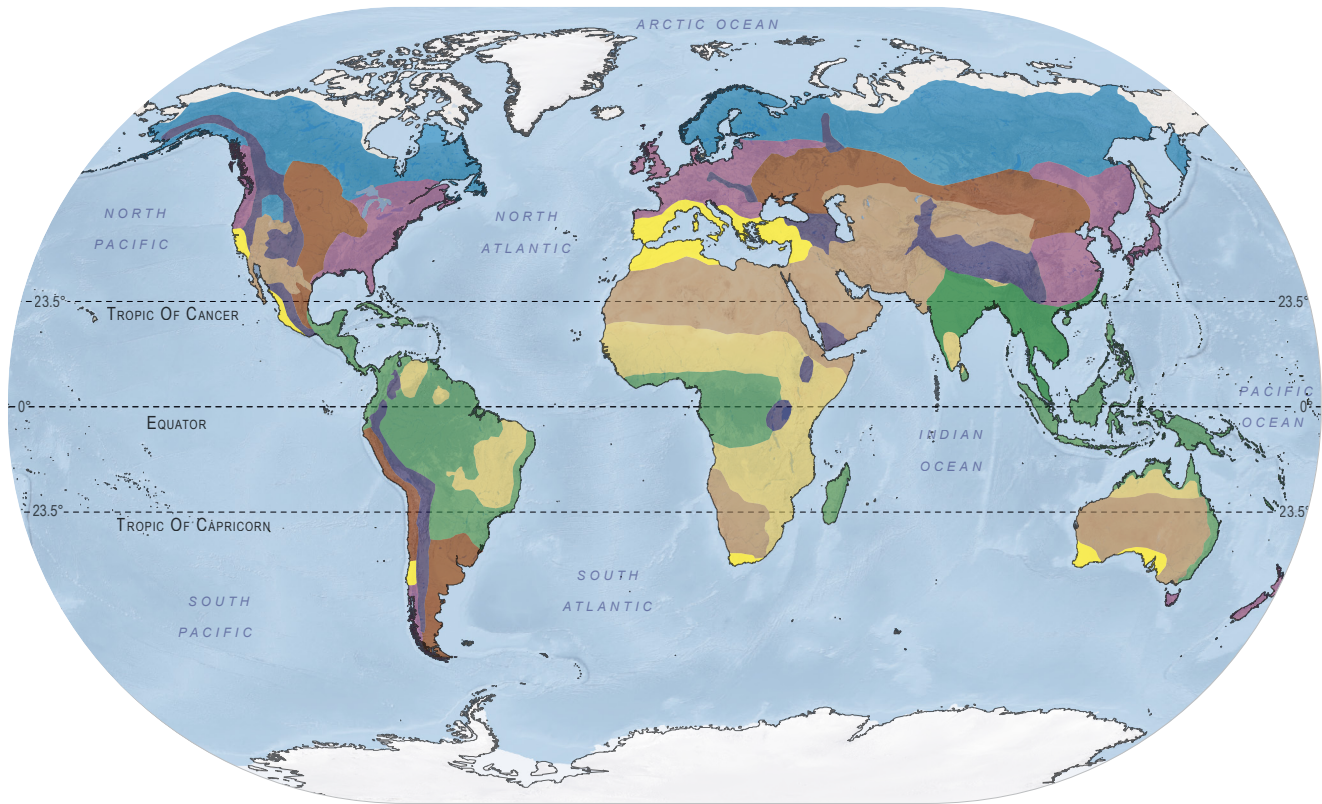 ARCTIC OCEAN
NORTH
PACIFIC
NORTH
ATLANTIC
23.5°
23.5°
Tropic Of Cancer
PACIFIC
OCEAN
0°
0°
Equator
INDIAN
OCEAN
23.5°
23.5°
Tropic Of Capricorn
SOUTH
PACIFIC
SOUTH
ATLANTIC